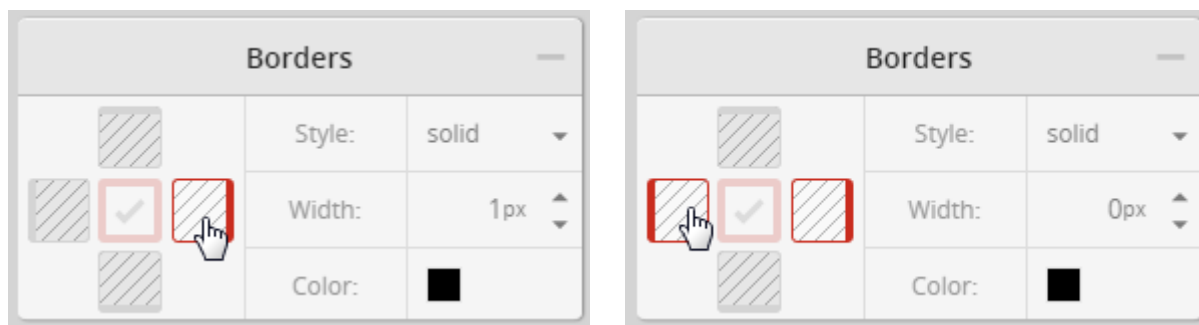 Borders
Style: solid
Width: 1px
Color:
Borders
Style: solid
Width: 0px
Color: